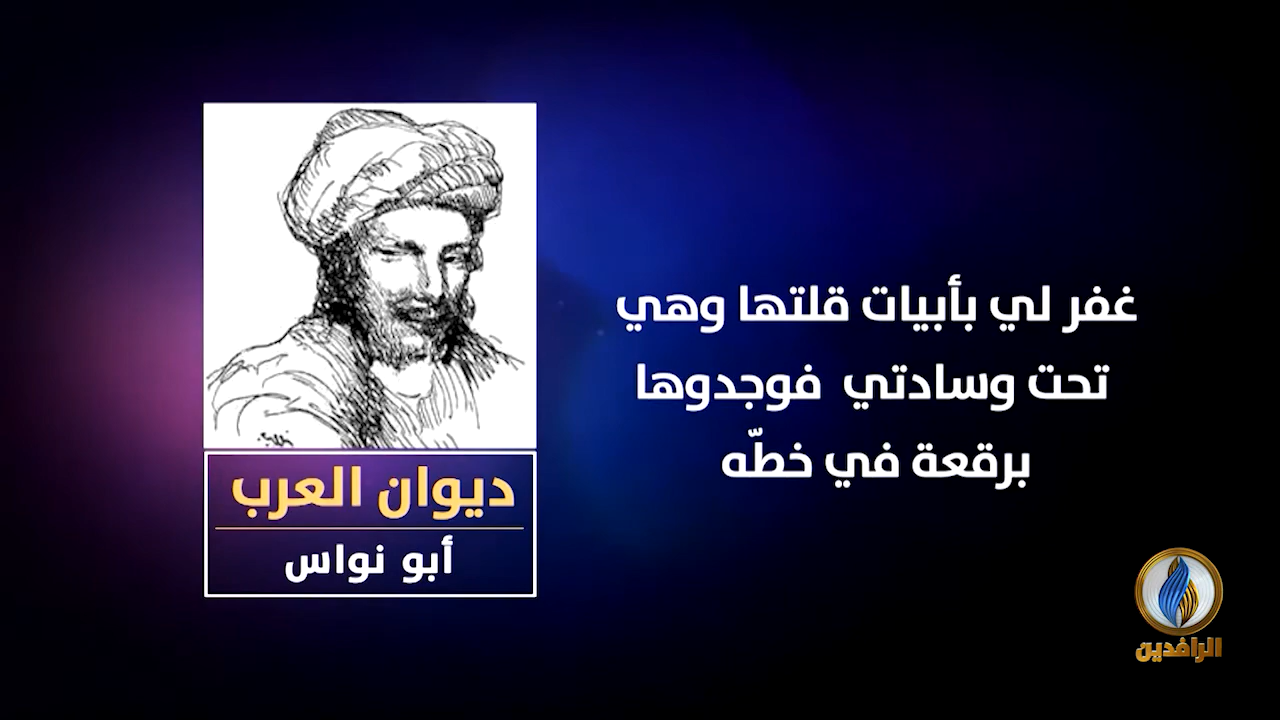 غفر لي بأبيات قلتها وهي
تحت وسادتي فوجدوها
برقعة في خطّه
ديوان العرب
أبو نواس
الرافدين